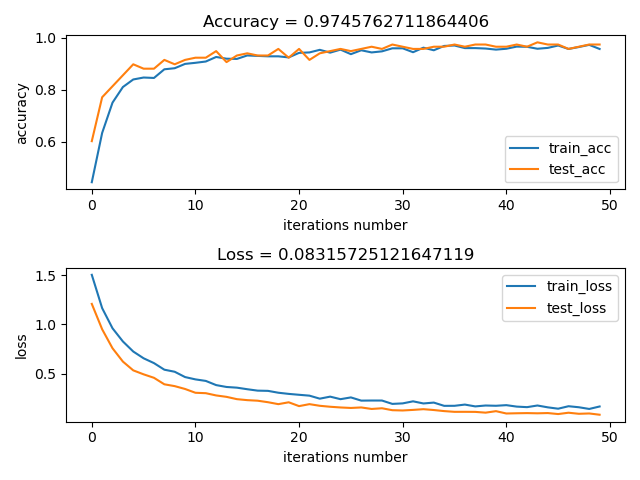 Accuracy = 0.9745762711864406
1.0
0.8
0.6
accuracy
train_acc
test_acc
0 10 20 30 40 50
iterations number
Loss = 0.08315725121647119
1.5
1.0
0.5
loss
train_loss
test_loss
0 10 20 30 40 50
iterations number